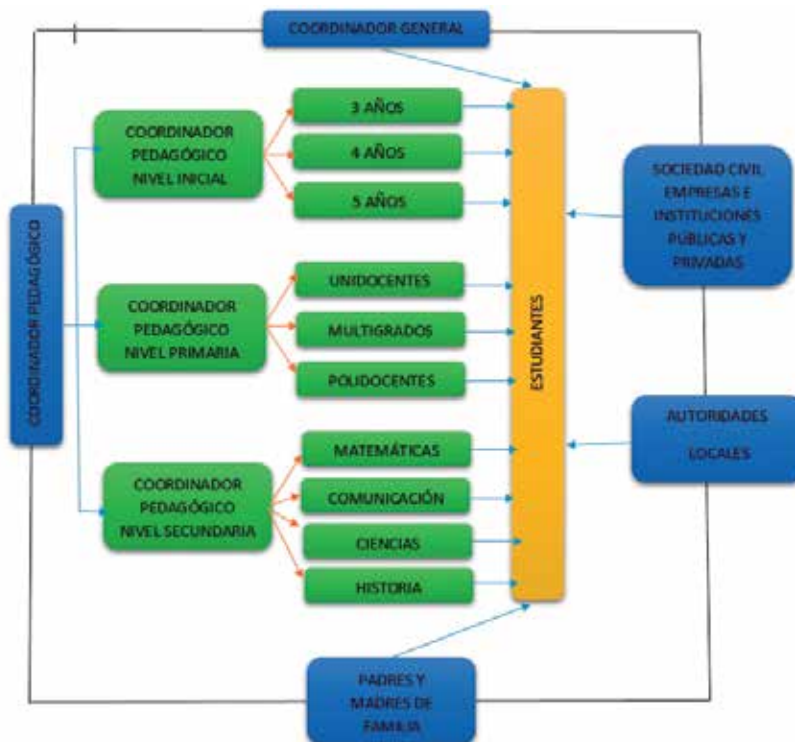 COORDINADOR GENERAL
COORDINADOR PEDAGÓGICO
COORDINADOR
PEDAGÓGICO
NIVEL INICIAL
3 AÑOS
4 AÑOS
5 AÑOS
COORDINADOR
PEDAGÓGICO
NIVEL PRIMARIA
UNIDOCENTES
MULTIGRADOS
POLIDOCENTES
COORDINADOR
PEDAGÓGICO
NIVEL SECUNDARIA
MATEMÁTICAS
COMUNICACIÓN
CIENCIAS
HISTORIA
ESTUDIANTES
SOCIEDAD CIVIL
EMPRESAS E
INSTITUCIONES
PÚBLICAS Y
PRIVADAS
AUTORIDADES
LOCALES
PADRES Y
MADRES DE
FAMILIA